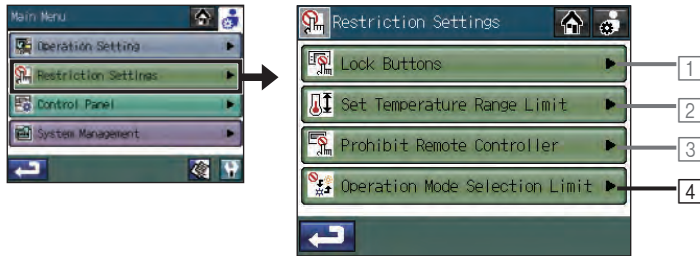 Main Menu
Operation Setting
Restriction Settings
Control Panel
System Management
Restriction Settings
Lock Buttons
1
Set Temperature Range Limit
2
Prohibit Remote Controller
3
Operation Mode Selection Limit
4